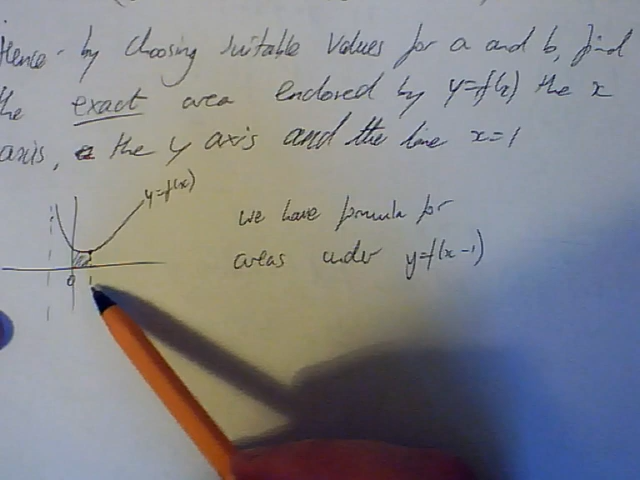 Hence - by choosing suitable values for a and b, find
the exact area enclosed by y=f(x) the x
axis, the y axis and the line x=1
y=f(x)
we have formula for
areas under y=f(x-1)
0 1